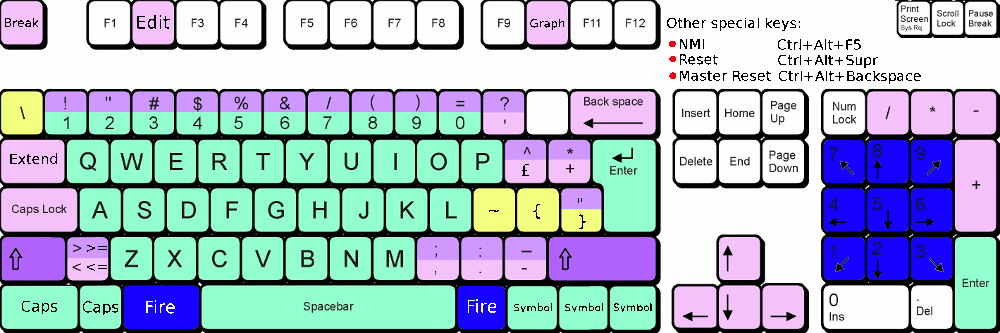 Break F1 Edit F3 F4 F5 F6 F7 F8 F9 Graph F11 F12 Print Screen Sys Rq Scroll Lock Pause Break
Other special keys:
NMI Ctrl+Alt+F5
Reset Ctrl+Alt+Supr
Master Reset Ctrl+Alt+Backspace
\ ! 1 " 2 # 3 $ 4 % 5 & 6 / 7 ( 8 ) 9 = 0 ? ' Back space Insert Home Page Up Num Lock / * -
Extend Q W E R T Y U I O P ^ £ * + Enter Delete End Page Down 7 8 9 +
Caps Lock A S D F G H J K L ~ { " } 4 5 6
> >= < <= Z X C V B N M ; , : . – - 1 2 3 Enter
Caps Caps Fire Spacebar Fire Symbol Symbol Symbol 0 Ins . Del